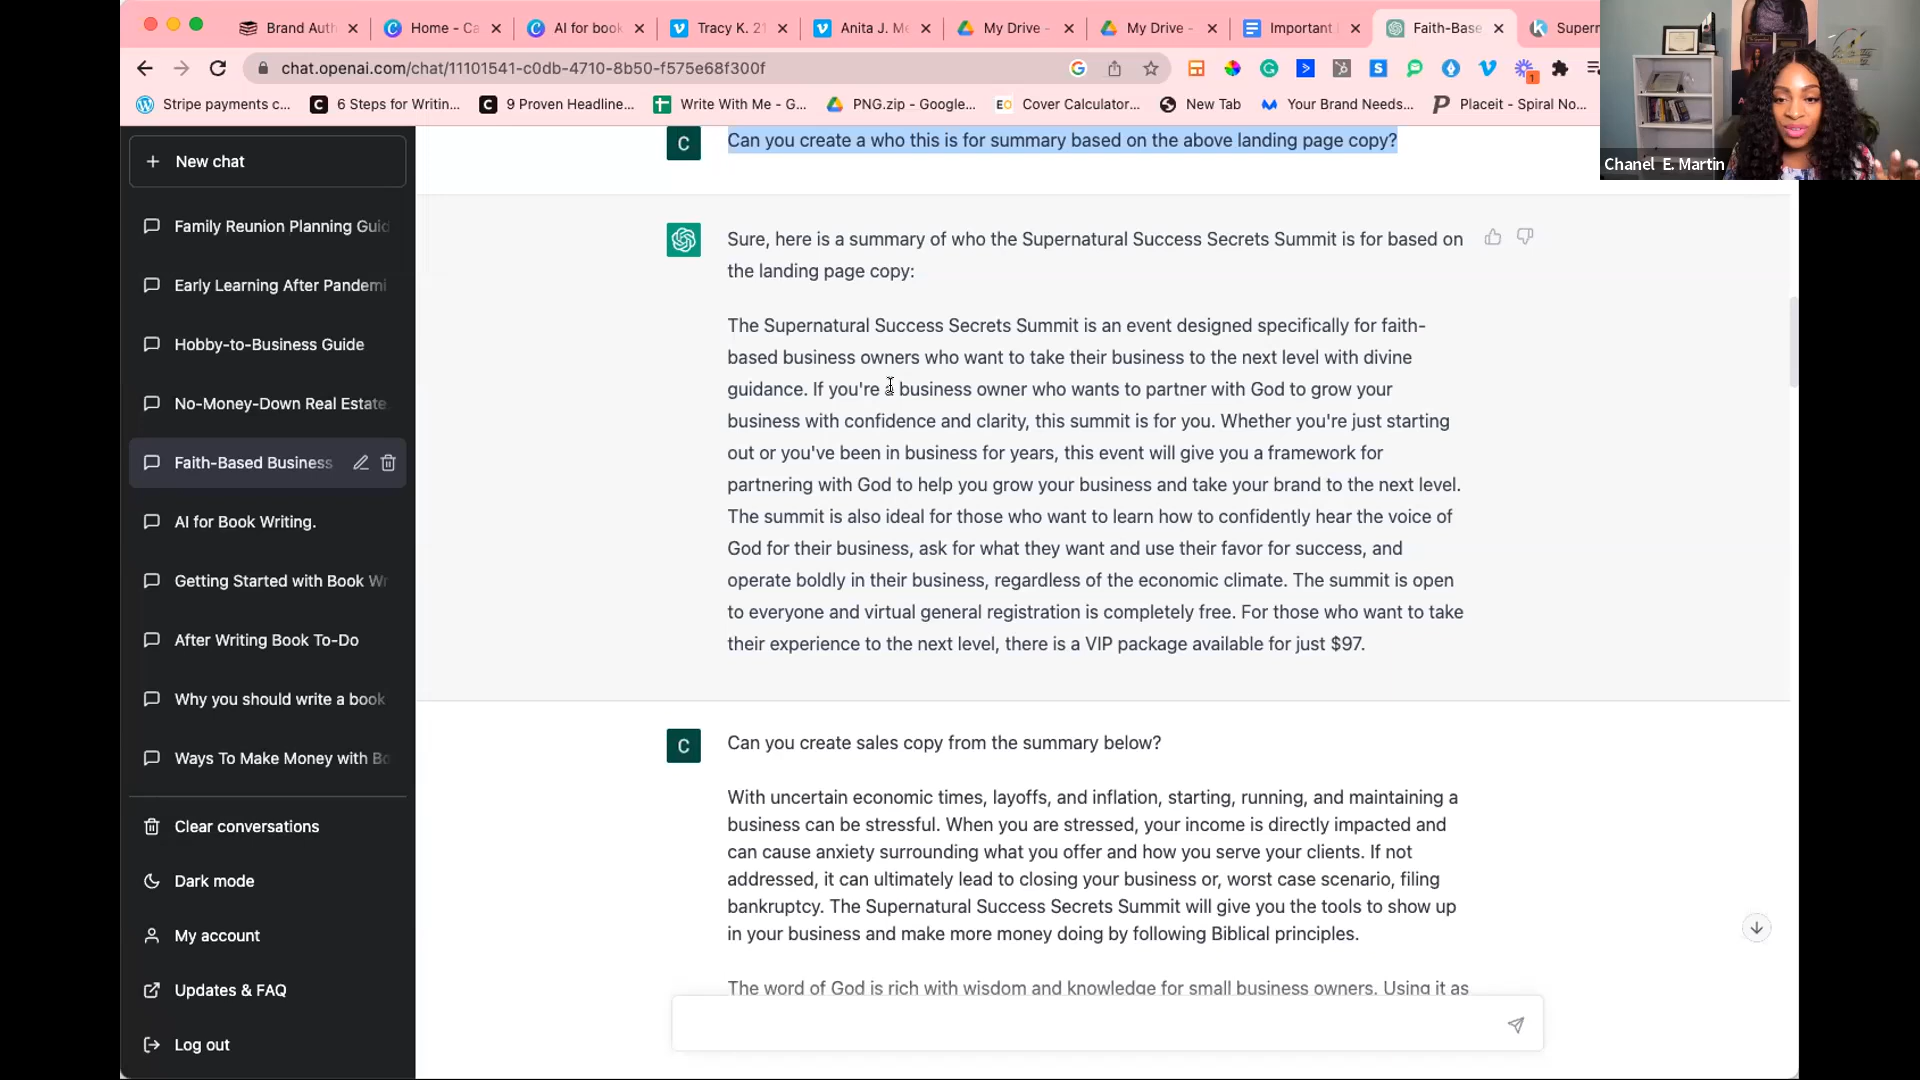 Brand Auth
Home - Ca
AI for book
Tracy K. 21
Anita J. Me
My Drive -
My Drive -
Important
Faith-Base
Supern
chat.openai.com/chat/11101541-c0db-4710-8b50-f575e68f300f
1
Stripe payments c...
6 Steps for Writin...
9 Proven Headline...
Write With Me - G...
PNG.zip - Google...
EO Cover Calculator...
New Tab
Your Brand Needs...
Placeit - Spiral No...
Chanel E. Martin
New chat
Family Reunion Planning Guid
Early Learning After Pandemi
Hobby-to-Business Guide
No-Money-Down Real Estate
Faith-Based Business
AI for Book Writing.
Getting Started with Book Wr
After Writing Book To-Do
Why you should write a book
Ways To Make Money with Bo
Clear conversations
Dark mode
My account
Updates & FAQ
Log out
C
Can you create a who this is for summary based on the above landing page copy?
Sure, here is a summary of who the Supernatural Success Secrets Summit is for based on
the landing page copy:
The Supernatural Success Secrets Summit is an event designed specifically for faith-
based business owners who want to take their business to the next level with divine
guidance. If you're a business owner who wants to partner with God to grow your
business with confidence and clarity, this summit is for you. Whether you're just starting
out or you've been in business for years, this event will give you a framework for
partnering with God to help you grow your business and take your brand to the next level.
The summit is also ideal for those who want to learn how to confidently hear the voice of
God for their business, ask for what they want and use their favor for success, and
operate boldly in their business, regardless of the economic climate. The summit is open
to everyone and virtual general registration is completely free. For those who want to take
their experience to the next level, there is a VIP package available for just $97.
C
Can you create sales copy from the summary below?
With uncertain economic times, layoffs, and inflation, starting, running, and maintaining a
business can be stressful. When you are stressed, your income is directly impacted and
can cause anxiety surrounding what you offer and how you serve your clients. If not
addressed, it can ultimately lead to closing your business or, worst case scenario, filing
bankruptcy. The Supernatural Success Secrets Summit will give you the tools to show up
in your business and make more money doing by following Biblical principles.
The word of God is rich with wisdom and knowledge for small business owners. Using it as